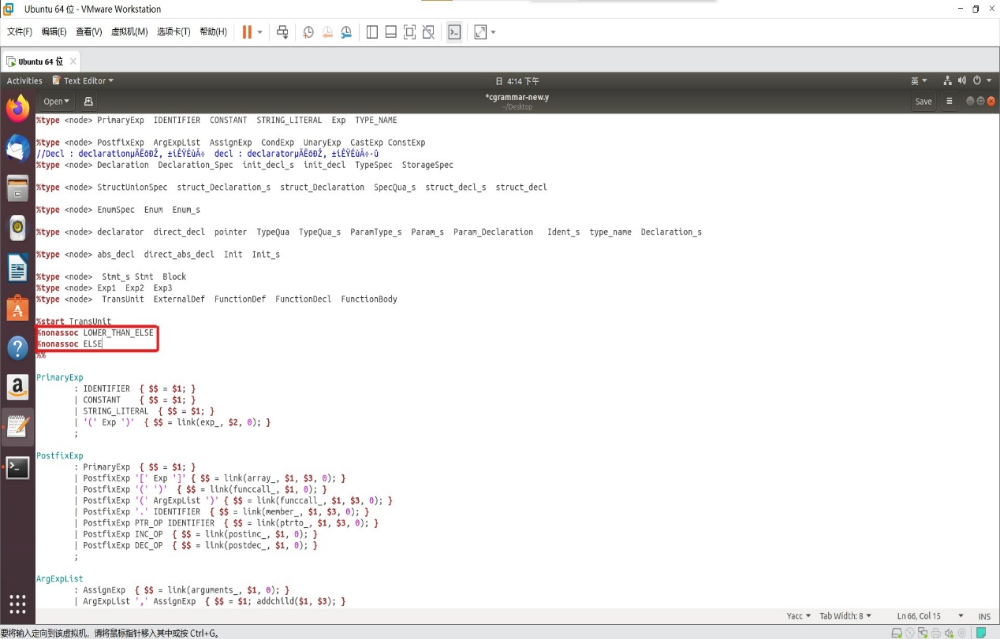 Ubuntu 64 位 - VMware Workstation
文件(F) 编辑(E) 查看(V) 虚拟机(M) 选项卡(T) 帮助(H)
Ubuntu 64 位
Activities Text Editor 日 4:14 下午 英
Open *cgrammar-new.y Save
~/Desktop
%type <node> PrimaryExp IDENTIFIER CONSTANT STRING_LITERAL Exp TYPE_NAME
%type <node> PostfixExp ArgExpList AssignExp CondExp UnaryExp CastExp ConstExp
//Decl : declarationµÄËõÐŽ, ±íÊŸÉùÃ÷ decl : declaratorµÄËõÐŽ, ±íÊŸÉùÃ÷·û
%type <node> Declaration Declaration_Spec init_decl_s init_decl TypeSpec StorageSpec
%type <node> StructUnionSpec struct_Declaration_s struct_Declaration SpecQua_s struct_decl_s struct_decl
%type <node> EnumSpec Enum Enum_s
%type <node> declarator direct_decl pointer TypeQua TypeQua_s ParamType_s Param_s Param_Declaration Ident_s type_name Declaration_s
%type <node> abs_decl direct_abs_decl Init Init_s
%type <node> Stmt_s Stmt Block
%type <node> Exp1 Exp2 Exp3
%type <node> TransUnit ExternalDef FunctionDef FunctionDecl FunctionBody
%start TransUnit
%nonassoc LOWER_THAN_ELSE
%nonassoc ELSE
%%
PrimaryExp
: IDENTIFIER { $$ = $1; }
| CONSTANT { $$ = $1; }
| STRING_LITERAL { $$ = $1; }
| '(' Exp ')' { $$ = link(exp_, $2, 0); }
;
PostfixExp
: PrimaryExp { $$ = $1; }
| PostfixExp '[' Exp ']' { $$ = link(array_, $1, $3, 0); }
| PostfixExp '(' ')' { $$ = link(funccall_, $1, 0); }
| PostfixExp '(' ArgExpList ')' { $$ = link(funccall_, $1, $3, 0); }
| PostfixExp '.' IDENTIFIER { $$ = link(member_, $1, $3, 0); }
| PostfixExp PTR_OP IDENTIFIER { $$ = link(ptrto_, $1, $3, 0); }
| PostfixExp INC_OP { $$ = link(postinc_, $1, 0); }
| PostfixExp DEC_OP { $$ = link(postdec_, $1, 0); }
;
ArgExpList
: AssignExp { $$ = link(arguments_, $1, 0); }
| ArgExpList ',' AssignExp { $$ = $1; addchild($1, $3); }
Yacc Tab Width: 8 Ln 66, Col 15 INS
要将输入定向到该虚拟机，请将鼠标指针移入其中或按 Ctrl+G。